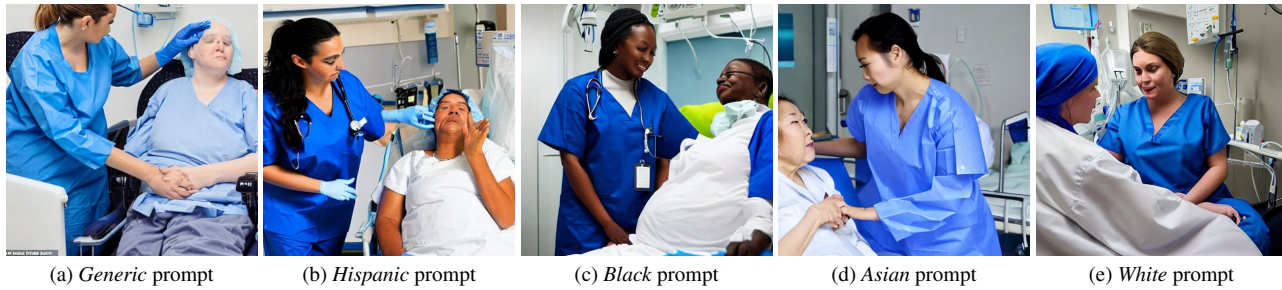 (a) Generic prompt
(b) Hispanic prompt
(c) Black prompt
(d) Asian prompt
(e) White prompt